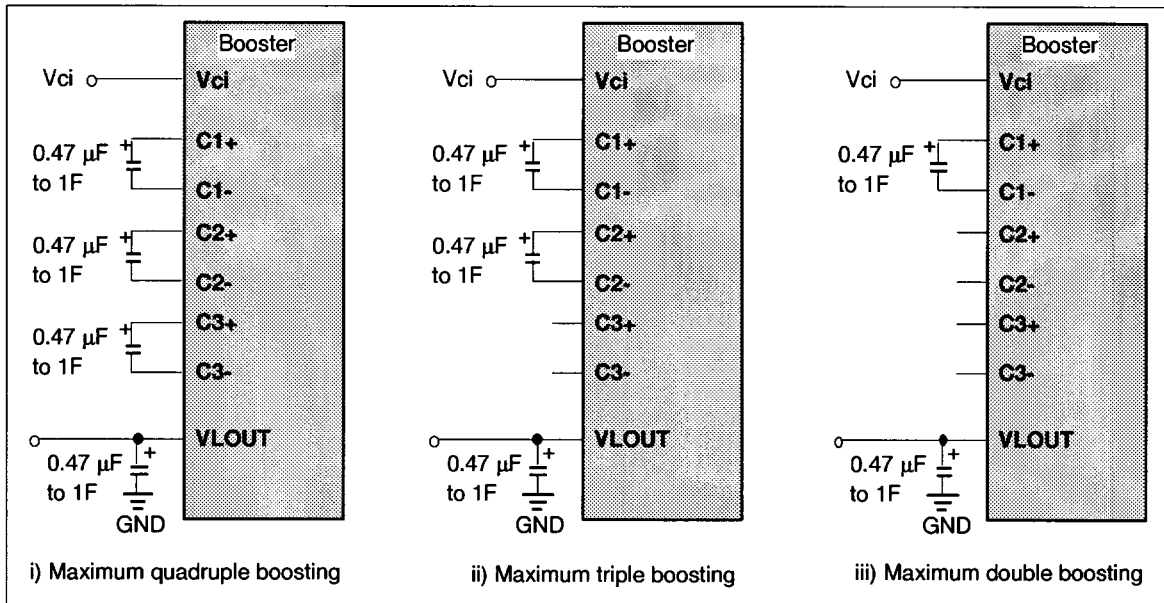 Booster
Vci
Vci
C1+
0.47 µF
to 1F
+
C1-
C2+
0.47 µF
to 1F
+
C2-
C3+
0.47 µF
to 1F
+
C3-
VLOUT
0.47 µF
to 1F
+
GND
i) Maximum quadruple boosting
Booster
Vci
Vci
C1+
0.47 µF
to 1F
+
C1-
C2+
0.47 µF
to 1F
+
C2-
C3+
C3-
VLOUT
0.47 µF
to 1F
+
GND
ii) Maximum triple boosting
Booster
Vci
Vci
C1+
0.47 µF
to 1F
+
C1-
C2+
C2-
C3+
C3-
VLOUT
0.47 µF
to 1F
+
GND
iii) Maximum double boosting